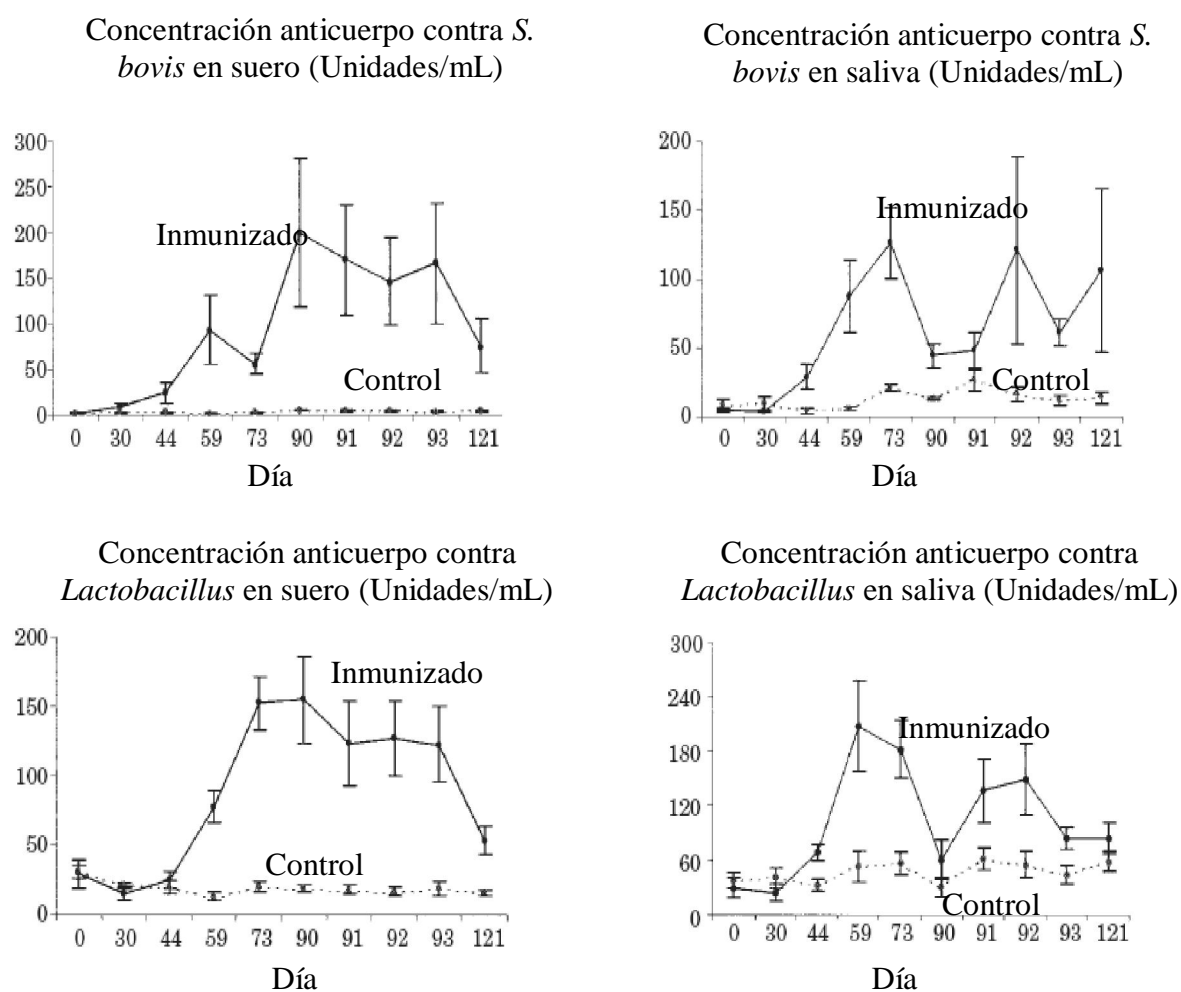 Concentración anticuerpo contra S.
bovis en suero (Unidades/mL)
300
250
200
150
100
50
0
Inmunizado
Control
0 30 44 59 73 90 91 92 93 121
Día
Concentración anticuerpo contra S.
bovis en saliva (Unidades/mL)
200
150
100
50
0
Inmunizado
Control
0 30 44 59 73 90 91 92 93 121
Día
Concentración anticuerpo contra
Lactobacillus en suero (Unidades/mL)
200
150
100
50
0
Inmunizado
Control
0 30 44 59 73 90 91 92 93 121
Día
Concentración anticuerpo contra
Lactobacillus en saliva (Unidades/mL)
300
240
180
120
60
0
Inmunizado
Control
0 30 44 59 73 90 91 92 93 121
Día